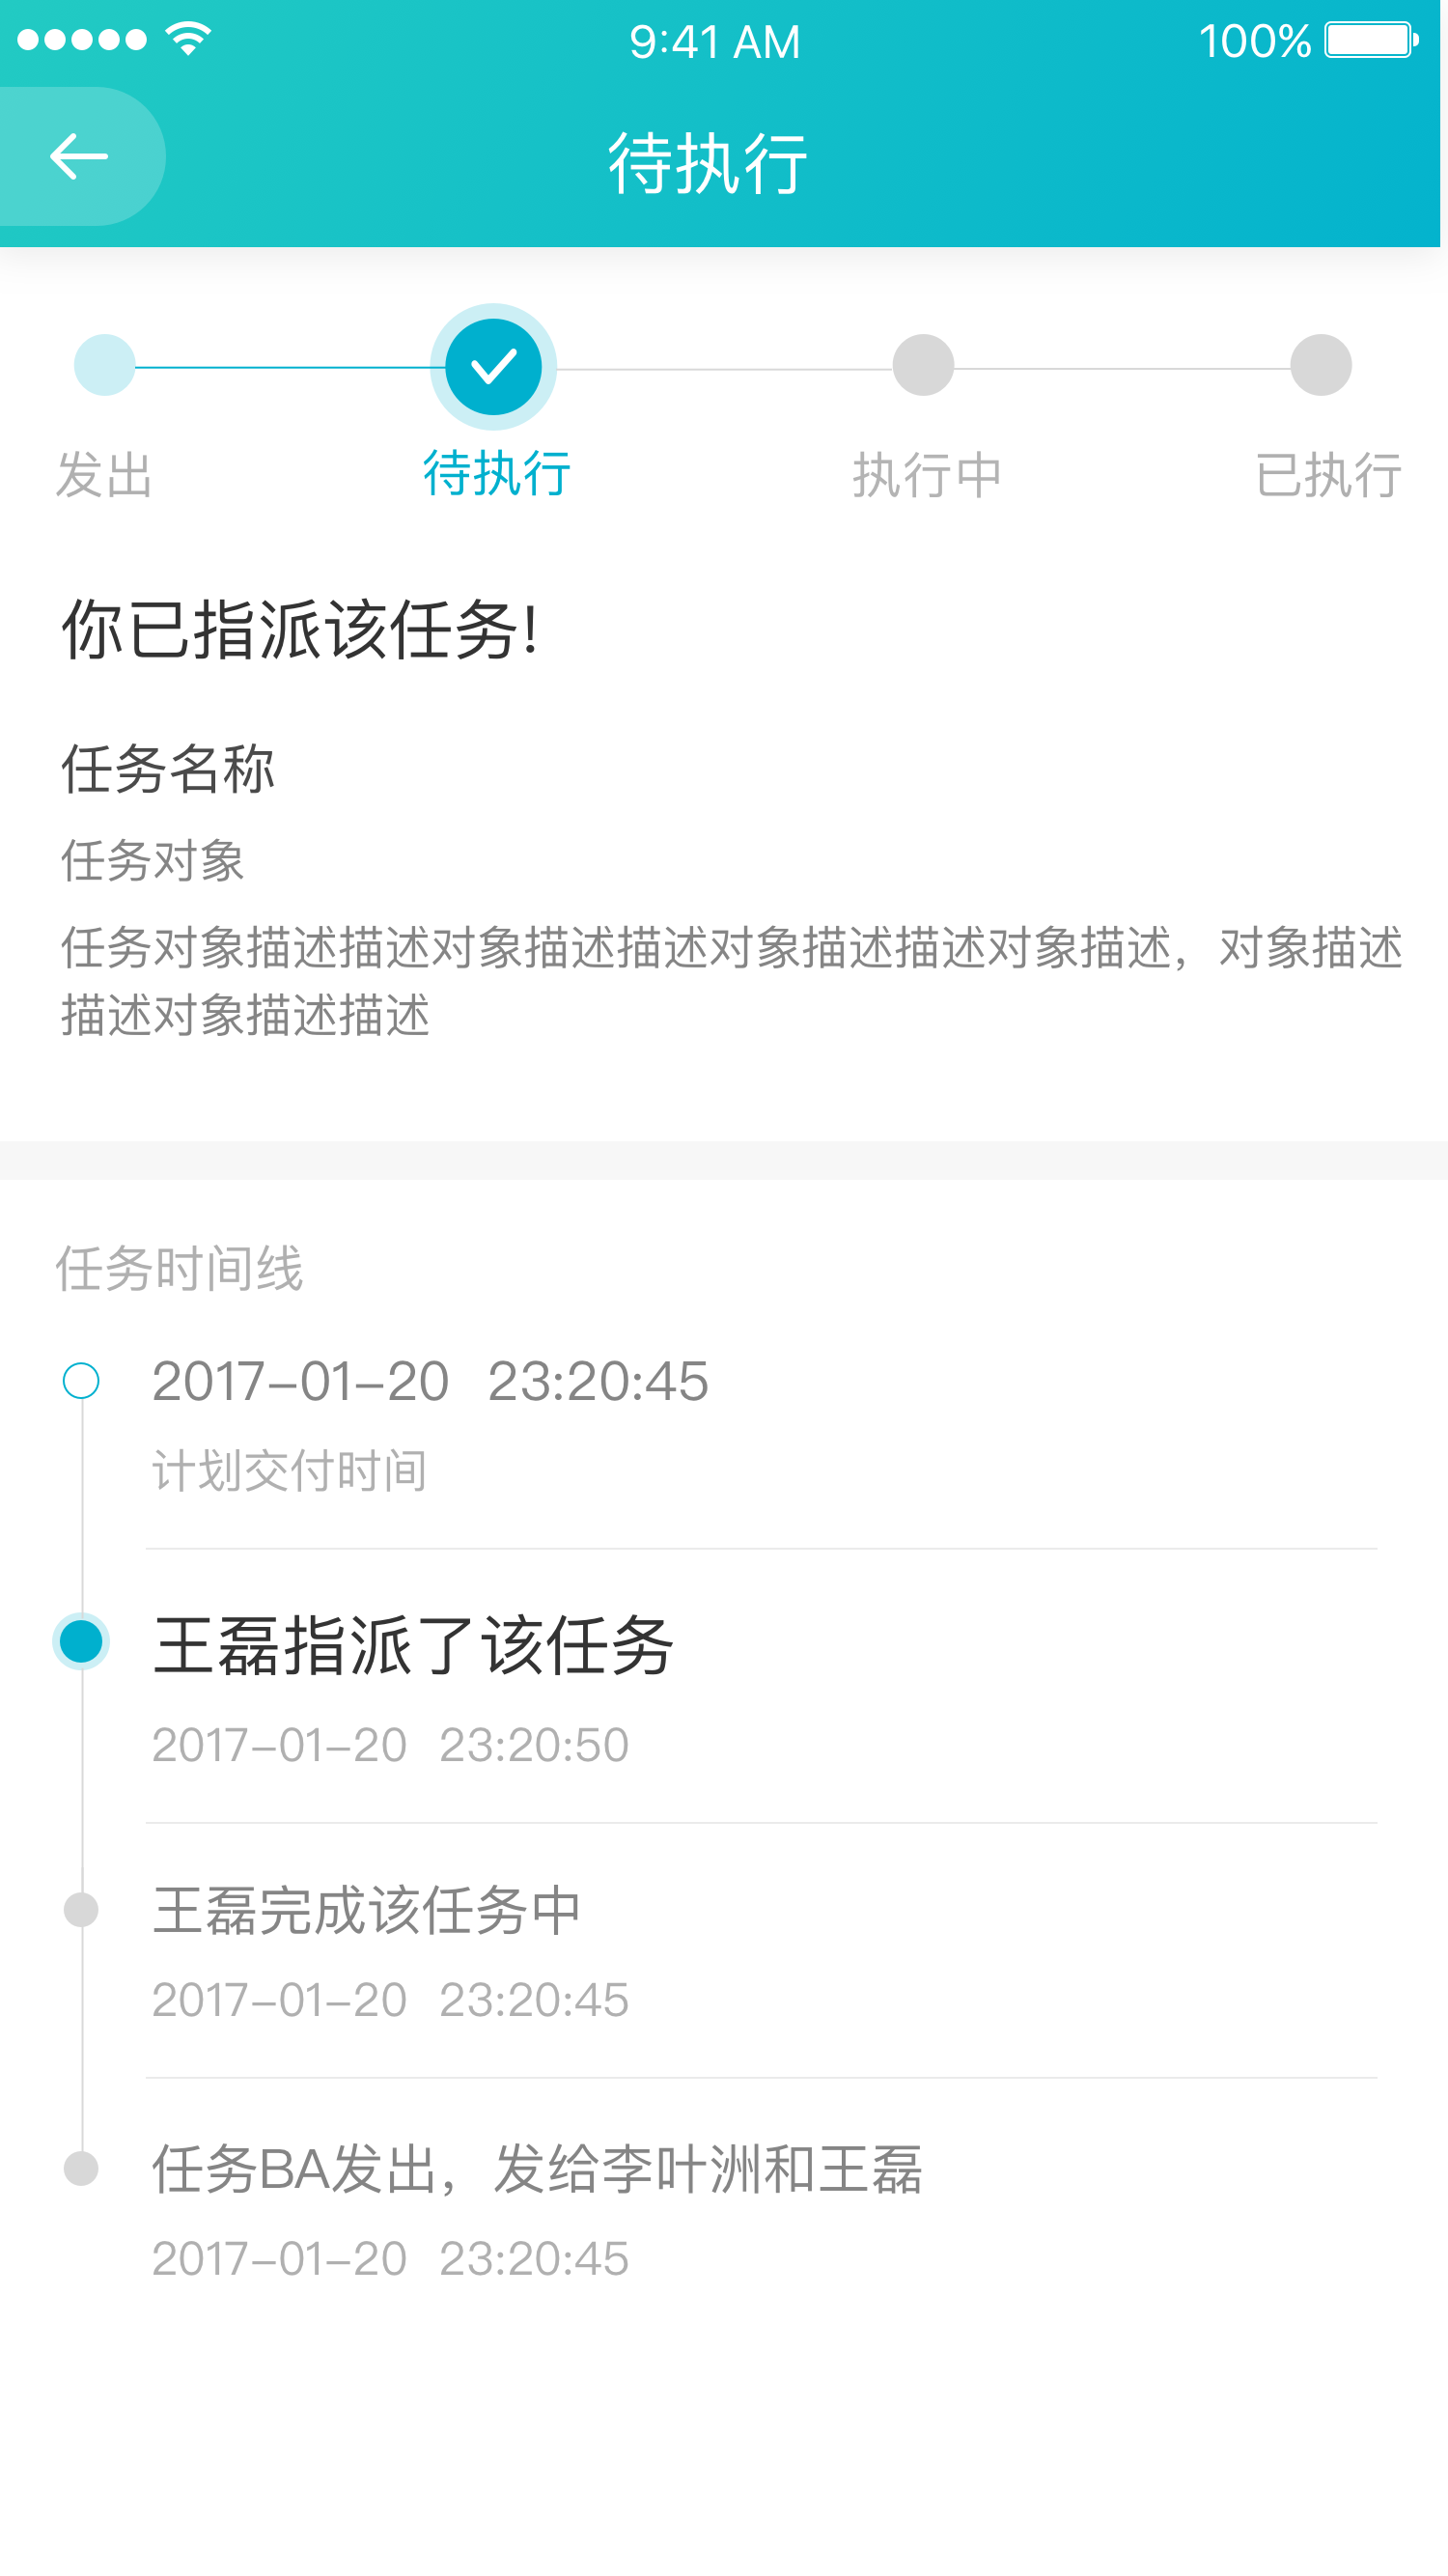 9:41 AM 100%
待执行
发出 待执行 执行中 已执行
你已指派该任务!
任务名称
任务对象
任务对象描述描述对象描述描述对象描述描述对象描述，对象描述
描述对象描述描述
任务时间线
2017-01-20 23:20:45
计划交付时间
王磊指派了该任务
2017-01-20 23:20:50
王磊完成该任务中
2017-01-20 23:20:45
任务BA发出，发给李叶洲和王磊
2017-01-20 23:20:45